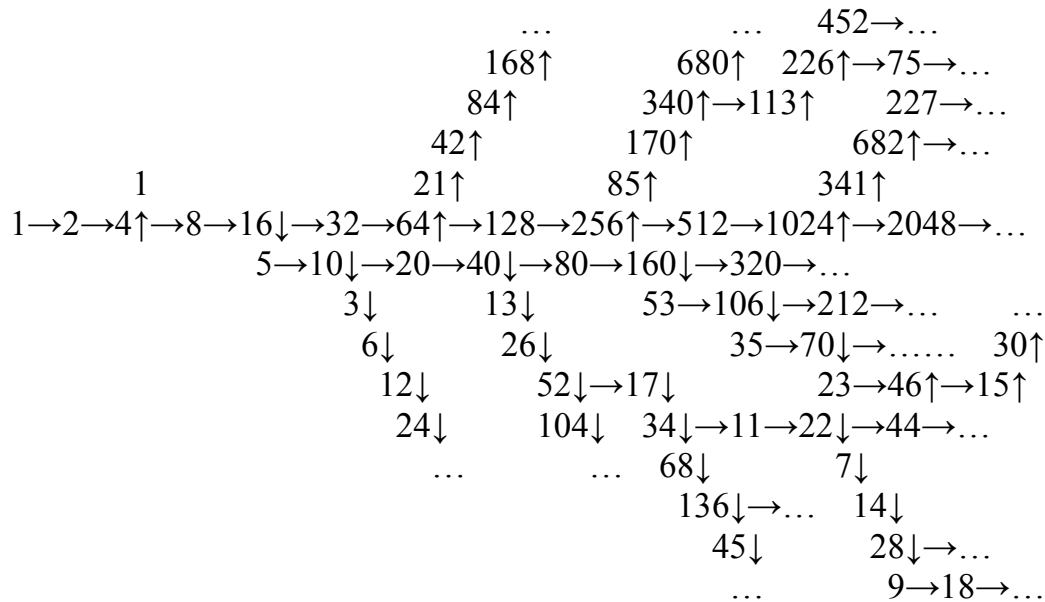 … … 452→…
168↑ 680↑ 226↑→75→…
84↑ 340↑→113↑ 227→…
42↑ 170↑ 682↑→…
1 21↑ 85↑ 341↑
1→2→4↑→8→16↓→32→64↑→128→256↑→512→1024↑→2048→…
5→10↓→20→40↓→80→160↓→320→…
3↓ 13↓ 53→106↓→212→… …
6↓ 26↓ 35→70↓→…… 30↑
12↓ 52↓→17↓ 23→46↑→15↑
24↓ 104↓ 34↓→11→22↓→44→…
… … 68↓ 7↓
136↓→… 14↓
45↓ 28↓→…
… 9→18→…